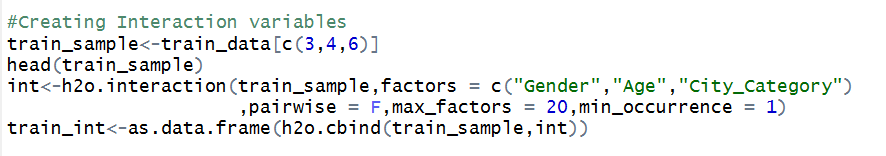 #Creating Interaction variables
train_sample<-train_data[c(3,4,6)]
head(train_sample)
int<-h2o.interaction(train_sample,factors = c("Gender","Age","City_Category")
,pairwise = F,max_factors = 20,min_occurrence = 1)
train_int<-as.data.frame(h2o.cbind(train_sample,int))